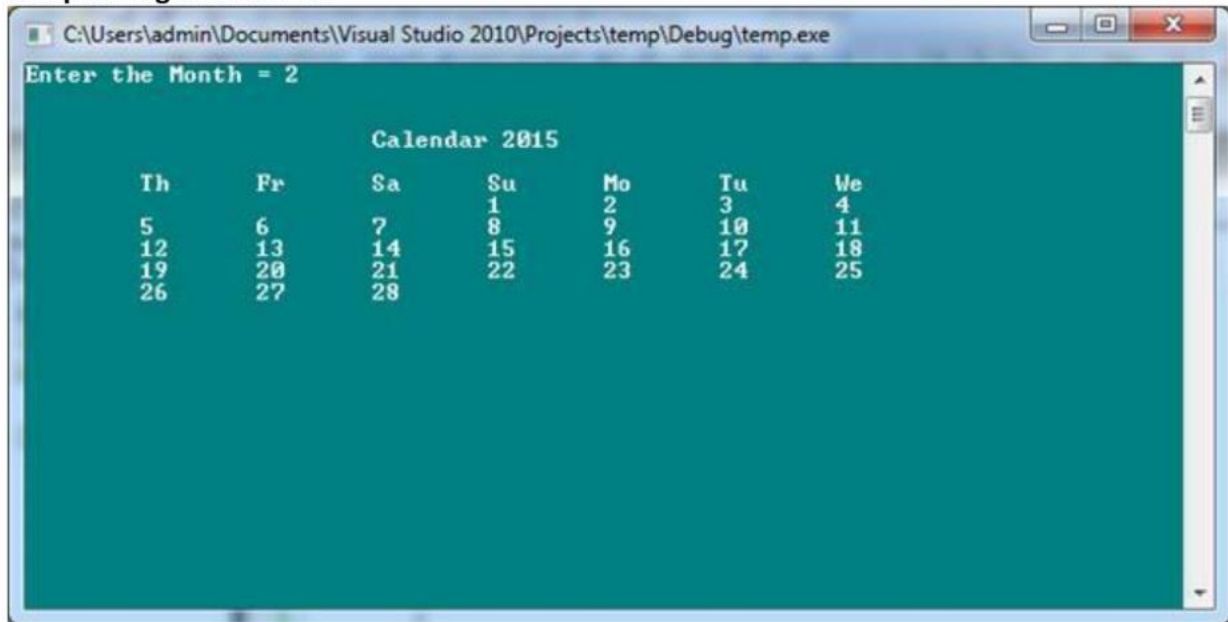 C:\Users\admin\Documents\Visual Studio 2010\Projects\temp\Debug\temp.exe
Enter the Month = 2
Calendar 2015
Th Fr Sa Su Mo Tu We
1 2 3 4
5 6 7 8 9 10 11
12 13 14 15 16 17 18
19 20 21 22 23 24 25
26 27 28